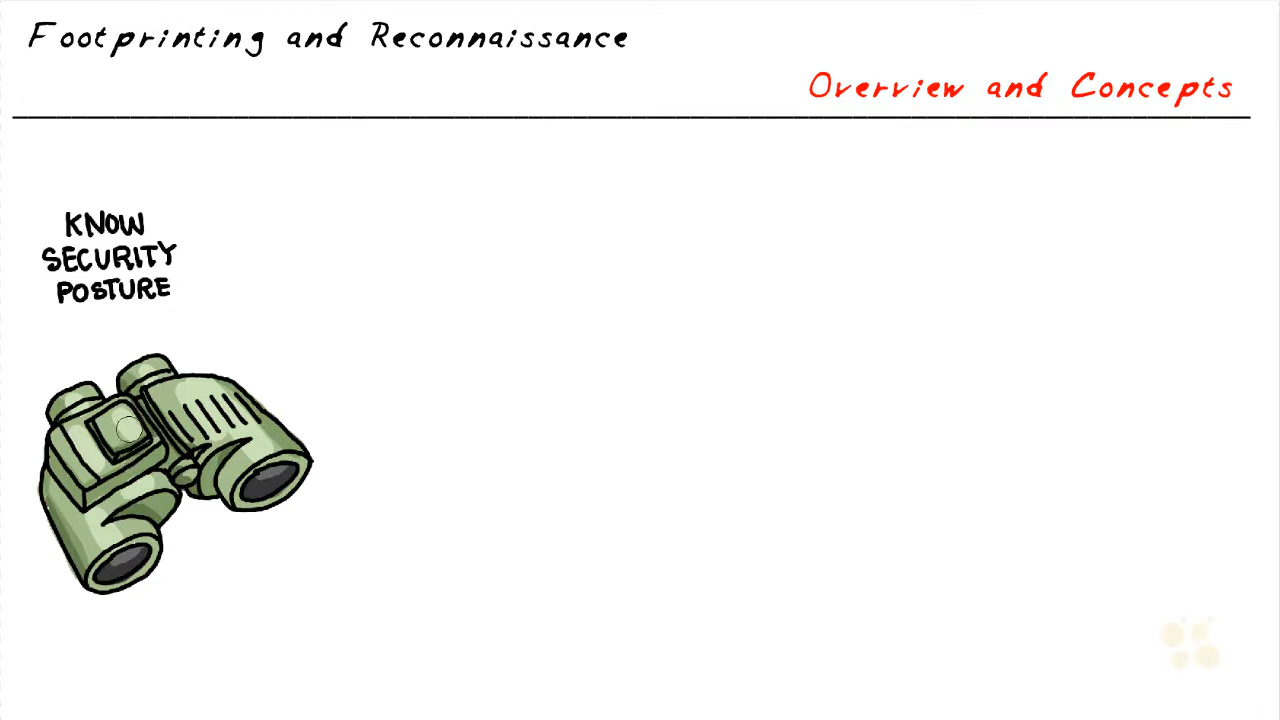 Footprinting and Reconnaissance
Overview and Concepts
KNOW
SECURITY
POSTURE